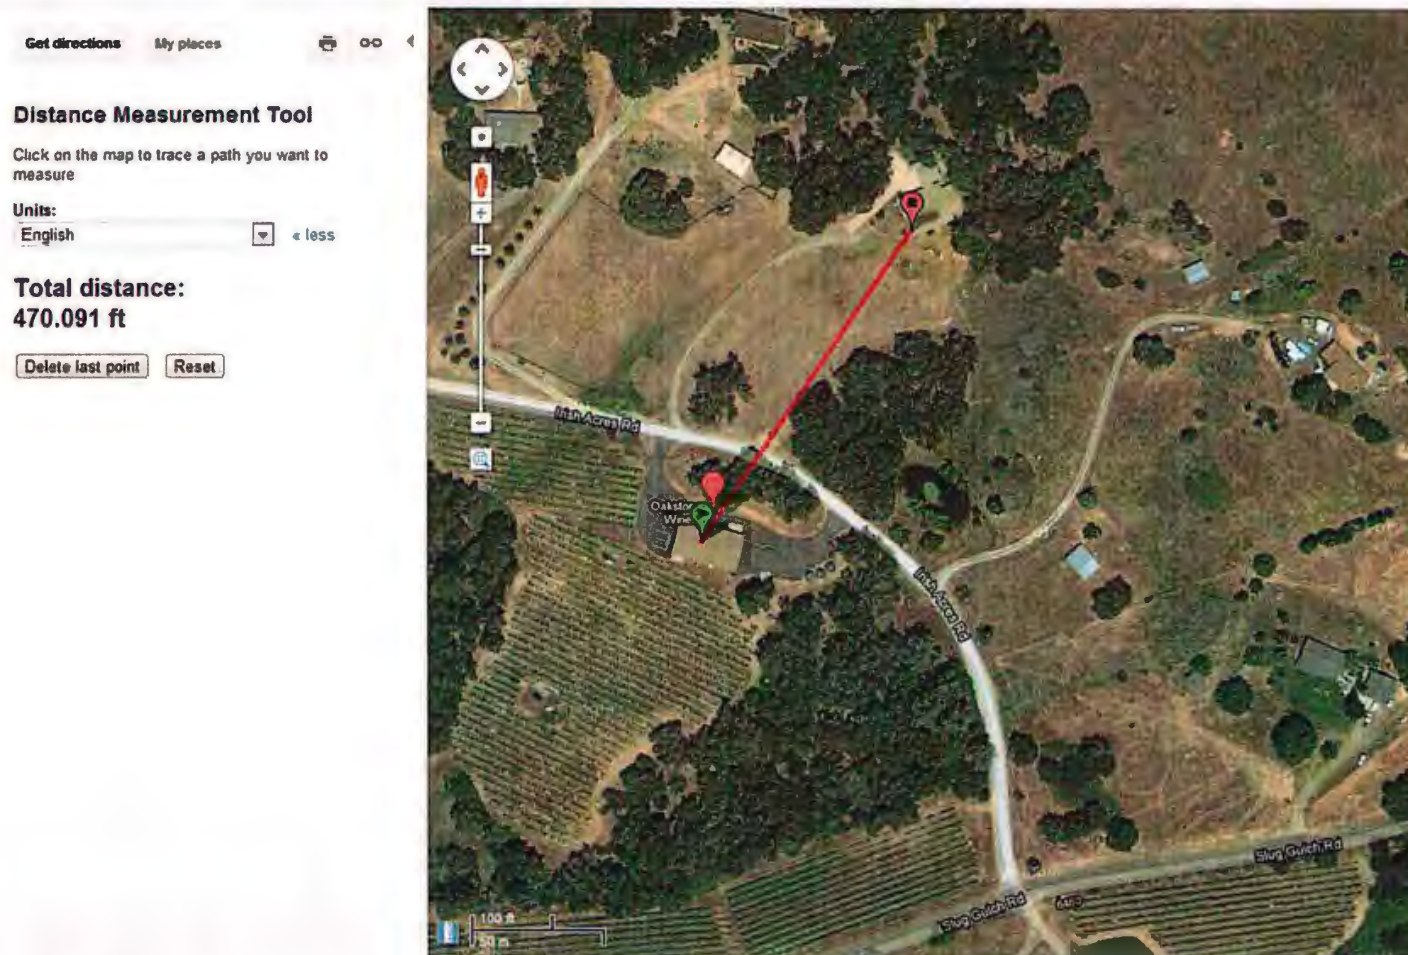 Get directions My places
Distance Measurement Tool
Click on the map to trace a path you want to
measure
Units:
English « less
Total distance:
470.091 ft
Delete last point Reset
Irish Acres Rd
Irish Acres Rd
Slug Gulch Rd
Slug Gulch Rd
100 ft
50 m